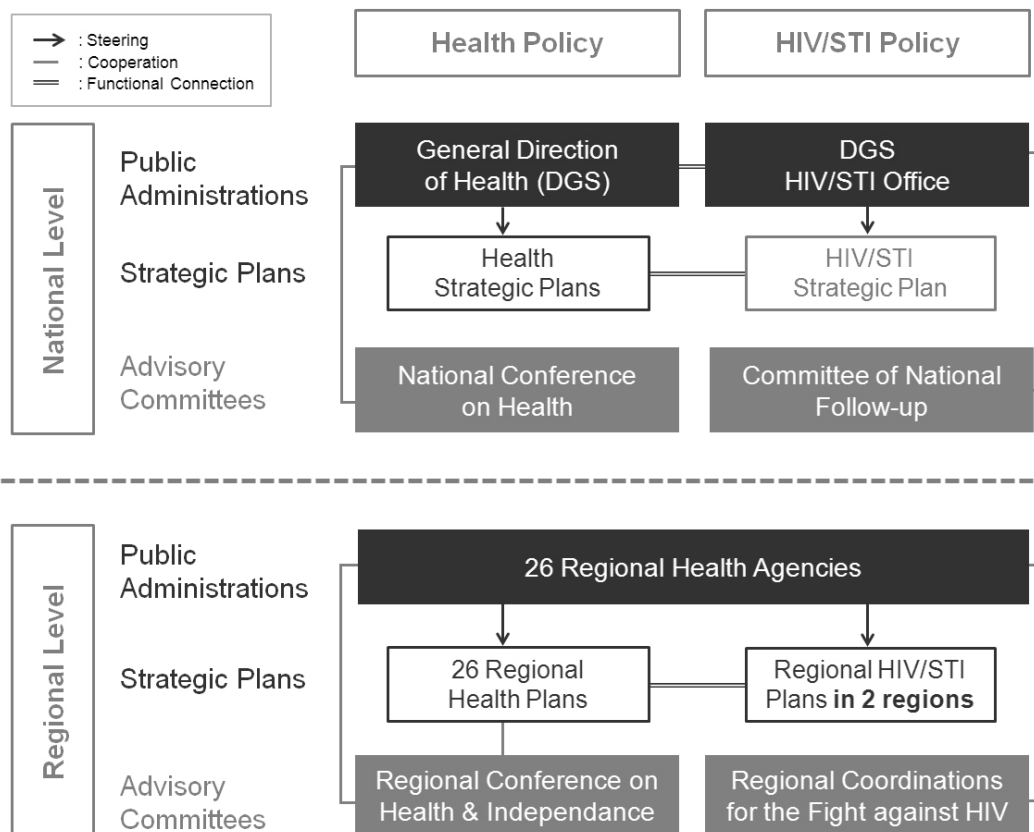 : Steering
: Cooperation
: Functional Connection
Health Policy
HIV/STI Policy
National Level
Public
Administrations
General Direction
of Health (DGS)
DGS
HIV/STI Office
Strategic Plans
Health
Strategic Plans
HIV/STI
Strategic Plan
Advisory
Committees
National Conference
on Health
Committee of National
Follow-up
Regional Level
Public
Administrations
26 Regional Health Agencies
Strategic Plans
26 Regional
Health Plans
Regional HIV/STI
Plans in 2 regions
Advisory
Committees
Regional Conference on
Health & Independance
Regional Coordinations
for the Fight against HIV